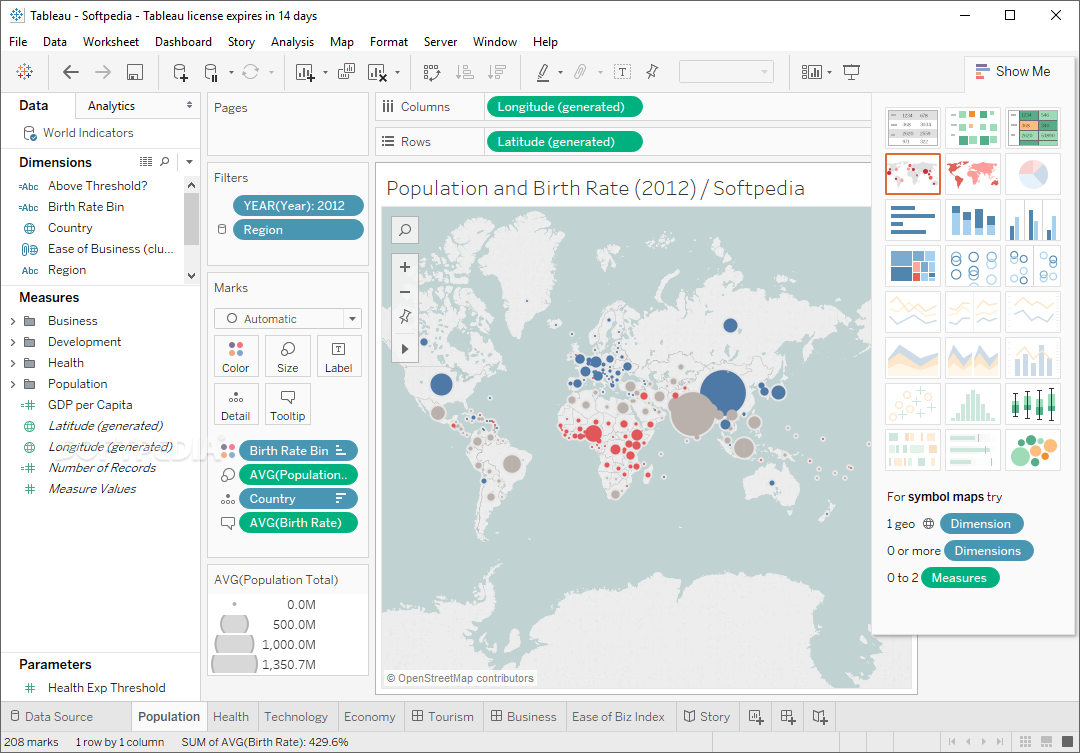 Tableau - Softpedia - Tableau license expires in 14 days
File Data Worksheet Dashboard Story Analysis Map Format Server Window Help
Show Me
Data Analytics
World Indicators
Dimensions
Abc Above Threshold?
Abc Birth Rate Bin
Country
Ease of Business (clu...
Abc Region
Measures
Business
Development
Health
Population
GDP per Capita
Latitude (generated)
Longitude (generated)
Number of Records
Measure Values
Parameters
Health Exp Threshold
Pages
Filters
YEAR(Year): 2012
Region
Marks
Automatic
Color Size Label
Detail Tooltip
Birth Rate Bin
AVG(Population..
Country
AVG(Birth Rate)
AVG(Population Total)
0.0M
500.0M
1,000.0M
1,350.7M
Columns Longitude (generated)
Rows Latitude (generated)
Population and Birth Rate (2012) / Softpedia
© OpenStreetMap contributors
For symbol maps try
1 geo Dimension
0 or more Dimensions
0 to 2 Measures
Data Source Population Health Technology Economy Tourism Business Ease of Biz Index Story
208 marks 1 row by 1 column SUM of AVG(Birth Rate): 429.6%